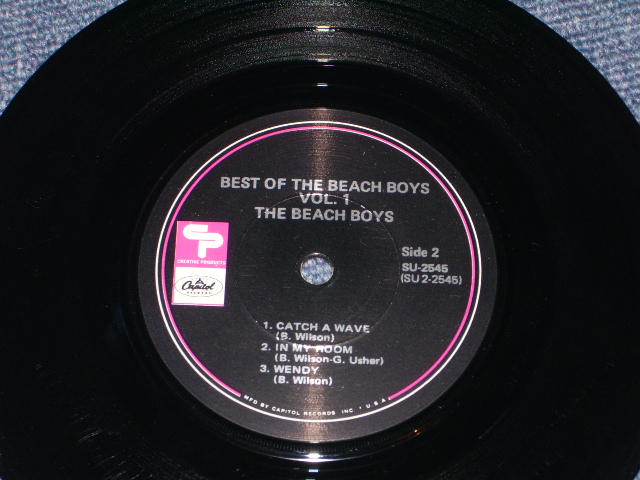 BEST OF THE BEACH BOYS
VOL. 1
THE BEACH BOYS
CP
CREATIVE PRODUCTS
Capitol
RECORDS
Side 2
SU-2545
(SU 2-2545)
1. CATCH A WAVE
(B. Wilson)
2. IN MY ROOM
(B. Wilson-G. Usher)
3. WENDY
(B. Wilson)
MFD BY CAPITOL RECORDS INC • U S A